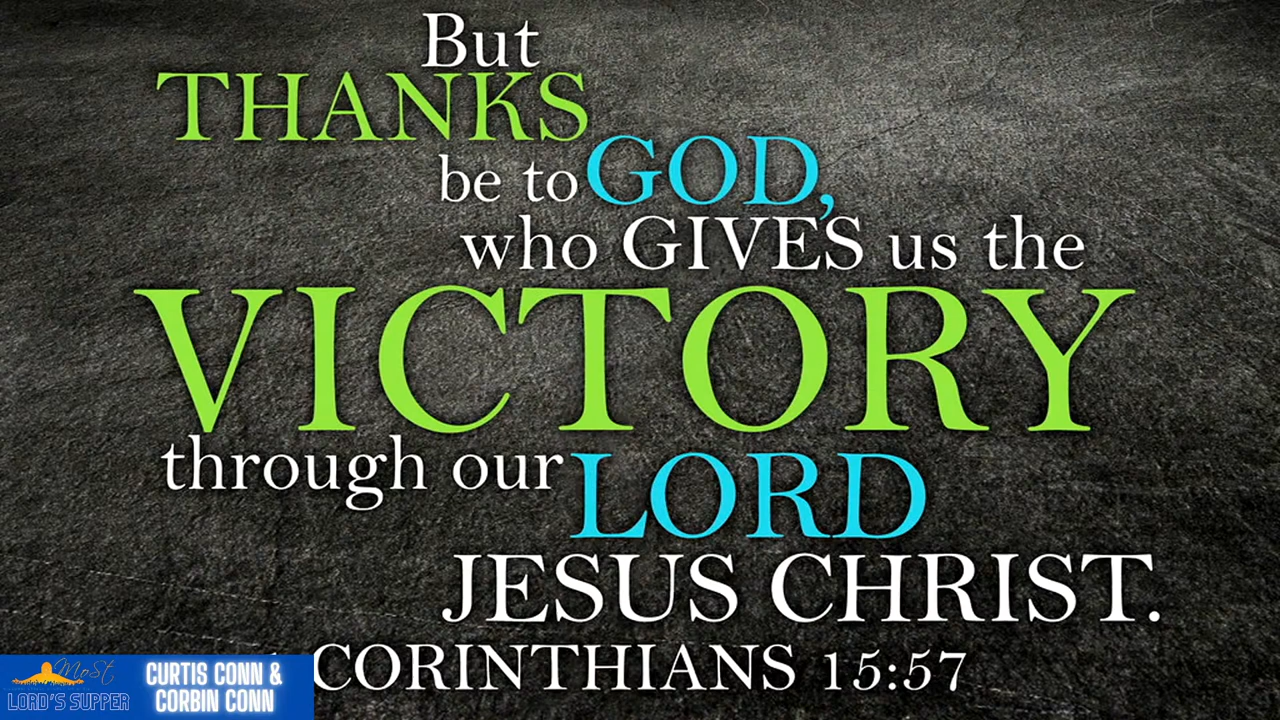 But
THANKS
be to GOD,
who GIVES us the
VICTORY
through our LORD
JESUS CHRIST.
CORINTHIANS 15:57
MoSt
LORD'S SUPPER
CURTIS CONN &
CORBIN CONN